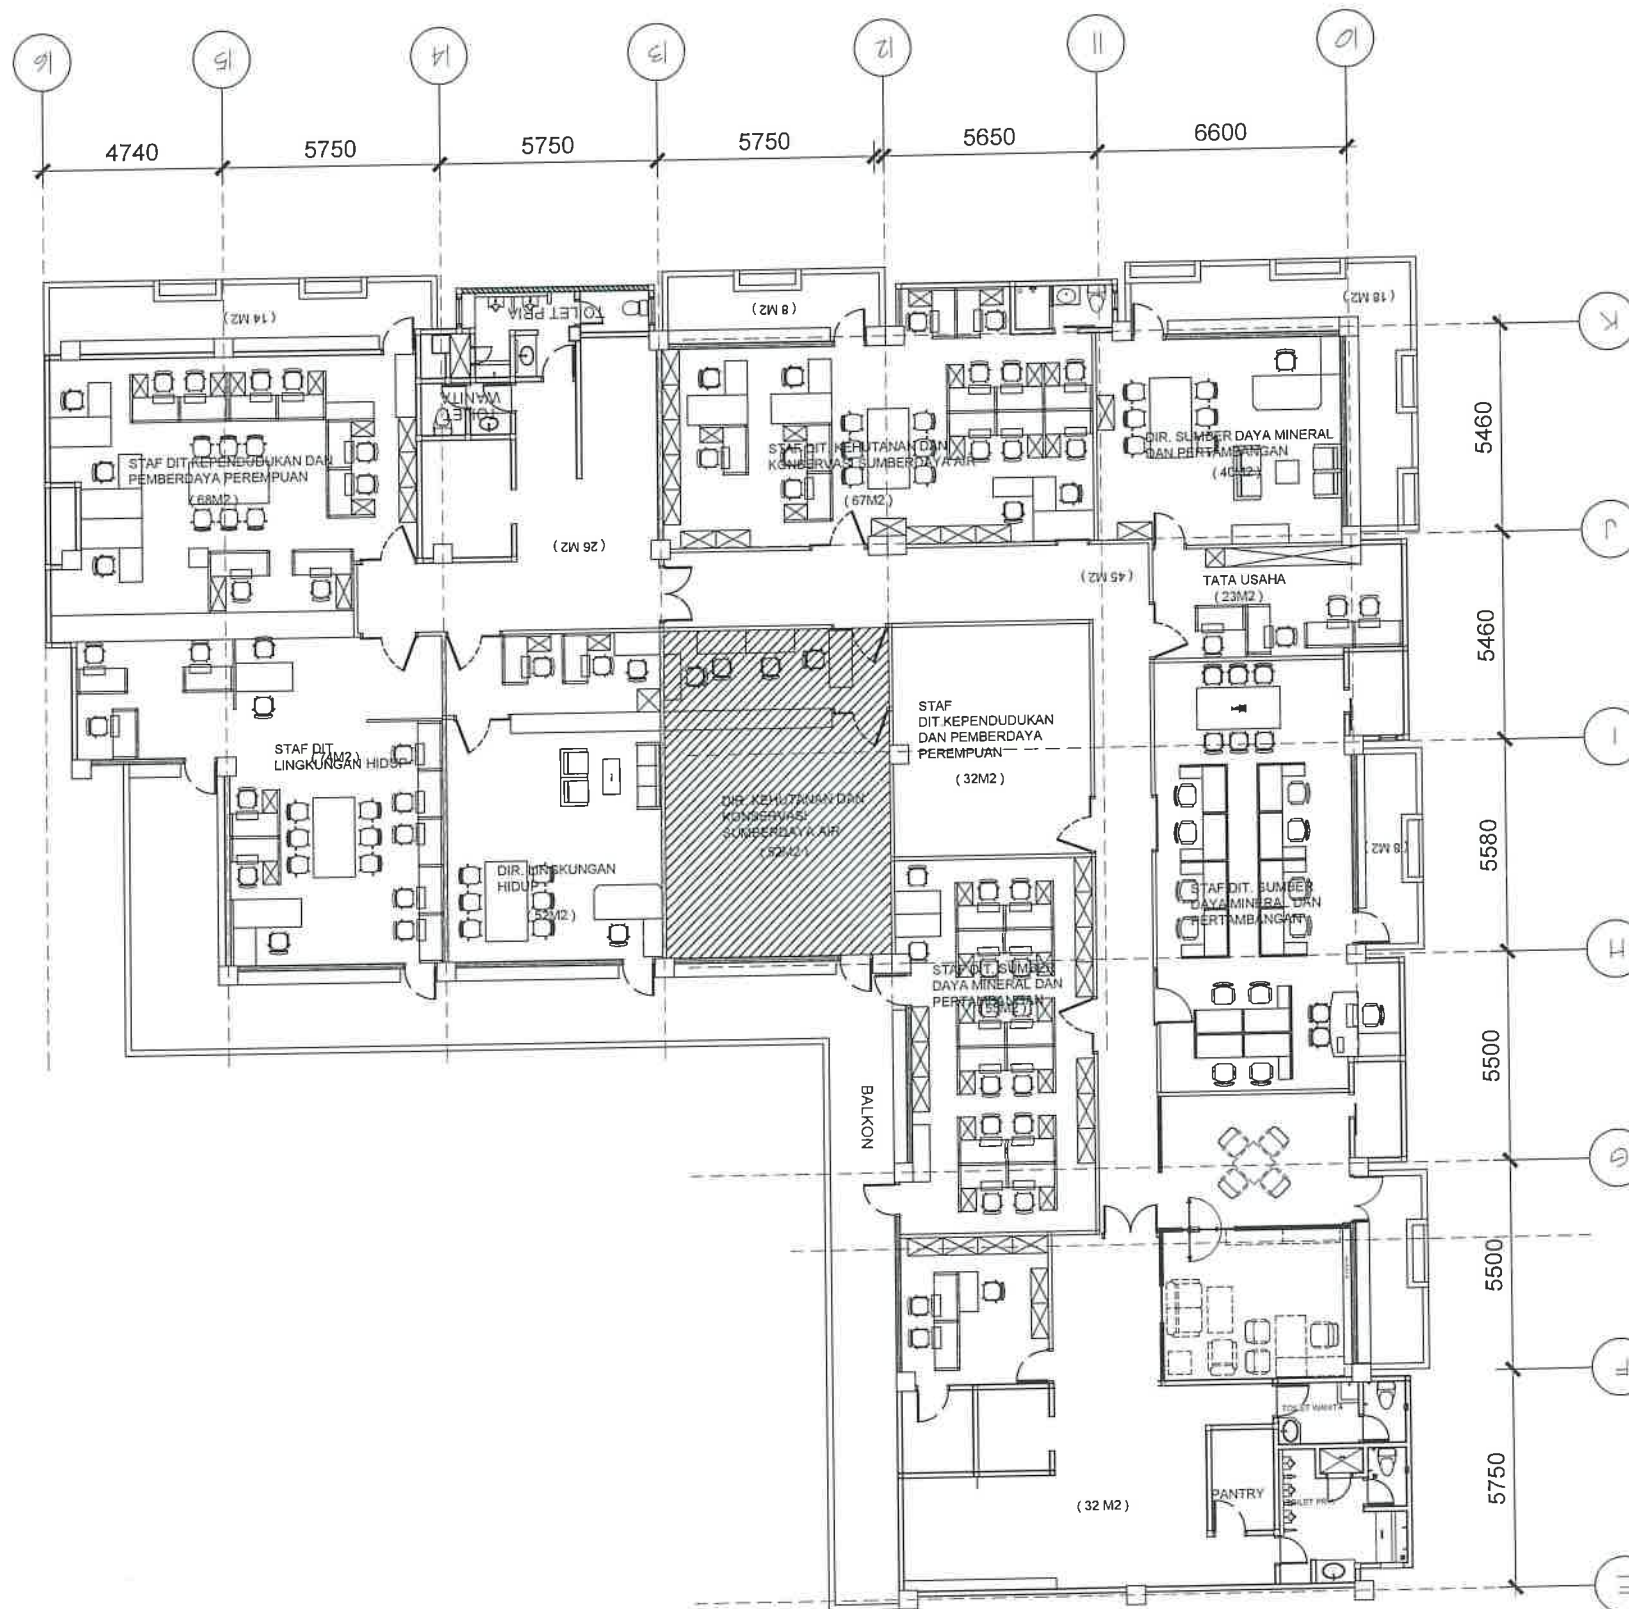 16
15
14
13
12
11
10
4740
5750
5750
5750
5650
6600
( 14 M2 )
TOILET PRIA
( 8 M2 )
( 18 M2 )
K
TOILET
WANITA
STAF DIT.KEPENDUDUKAN DAN
PEMBERDAYA PEREMPUAN
( 68M2 )
STAF DIT. KEHUTANAN DAN
KONSERVASI SUMBERDAYA AIR
( 67M2 )
DIR. SUMBER DAYA MINERAL
DAN PERTAMBANGAN
( 40M2 )
5460
J
( 26 M2 )
( 45 M2 )
TATA USAHA
( 23M2 )
5460
STAF
DIT.KEPENDUDUKAN
DAN PEMBERDAYA
PEREMPUAN
( 32M2 )
I
STAF DIT.
LINGKUNGAN HIDUP
( 74M2 )
DIR. KEHUTANAN DAN
KONSERVASI
SUMBERDAYA AIR
( 52M2 )
DIR. LINGKUNGAN
HIDUP
( 52M2 )
( 8 M2 )
5580
STAF DIT. SUMBER
DAYA MINERAL DAN
PERTAMBANGAN
H
STAF DIT. SUMBER
DAYA MINERAL DAN
PERTAMBANGAN
5500
BALKON
G
5500
F
TOILET WANITA
5750
PANTRY
TOILET PRIA
( 32 M2 )
E